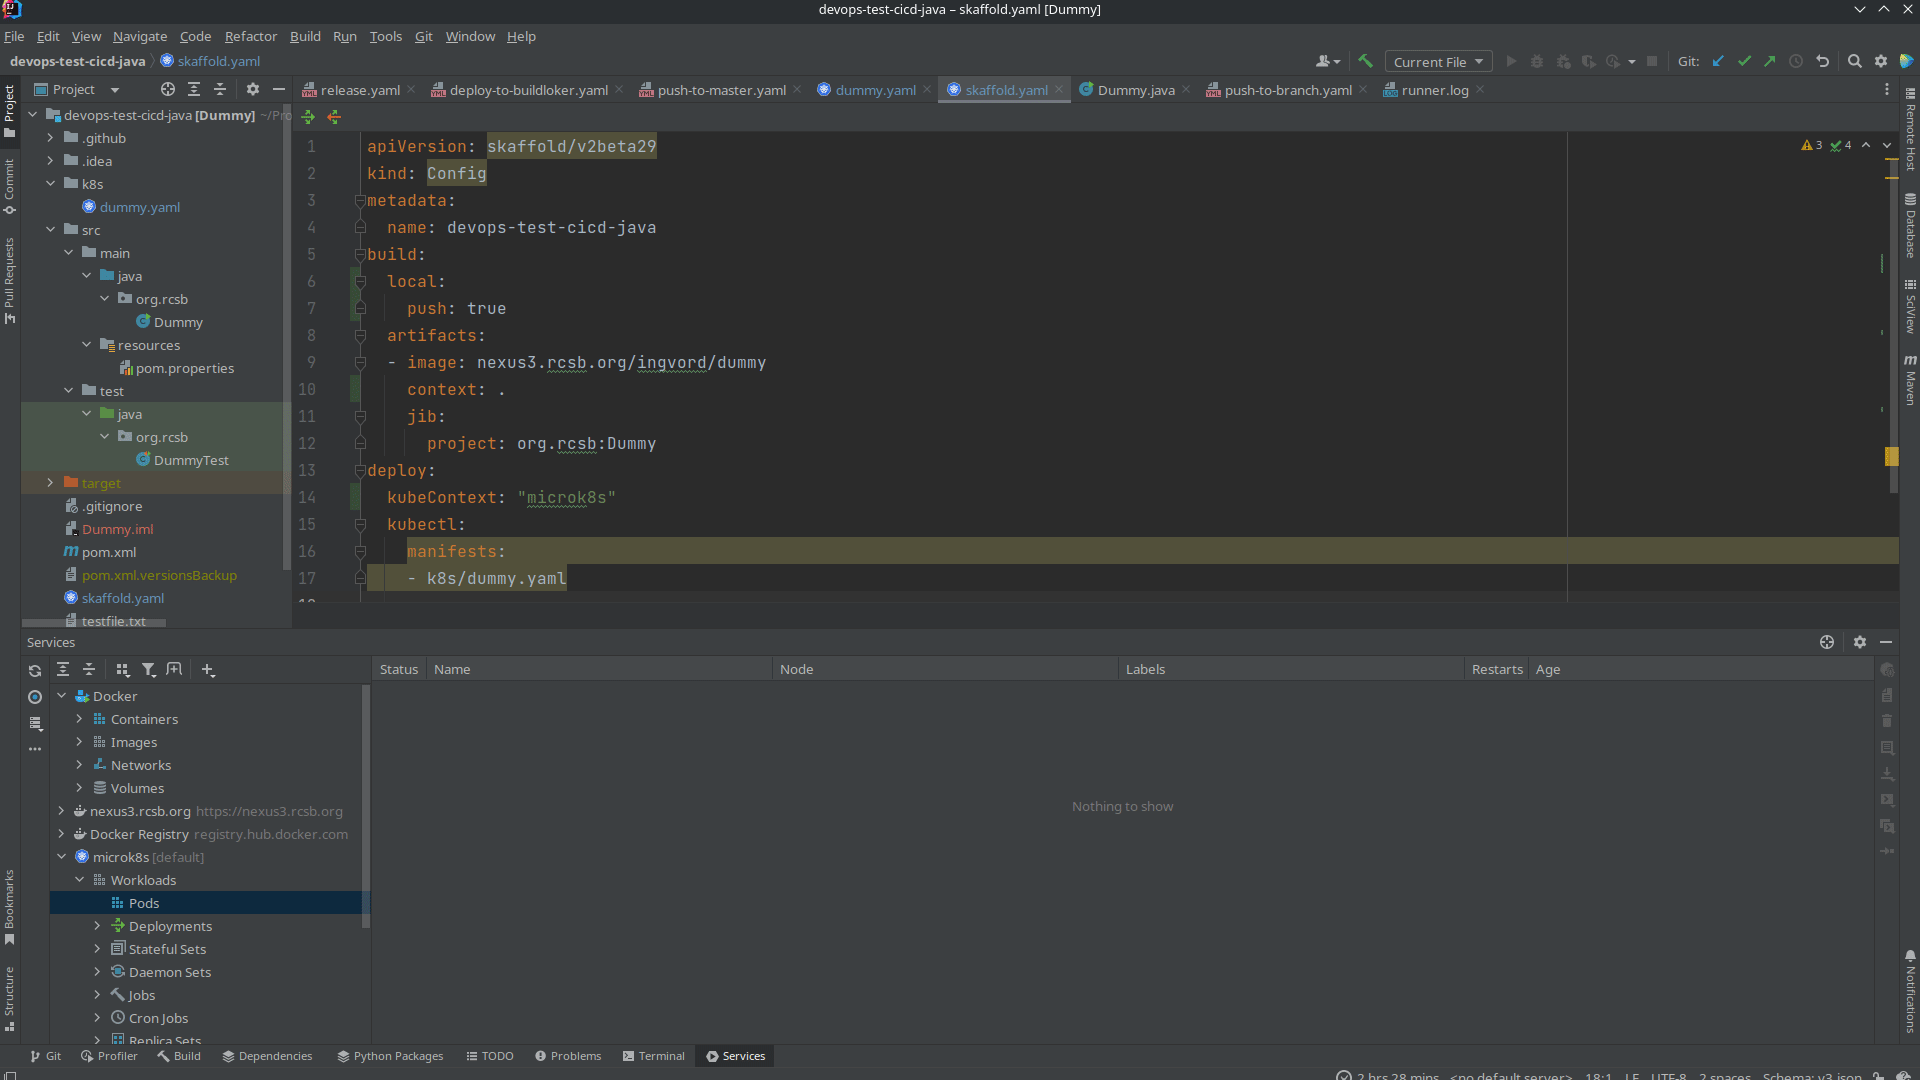 devops-test-cicd-java – skaffold.yaml [Dummy]
File Edit View Navigate Code Refactor Build Run Tools Git Window Help
devops-test-cicd-java skaffold.yaml
Current File Git:
Project
release.yaml deploy-to-buildloker.yaml push-to-master.yaml dummy.yaml skaffold.yaml Dummy.java push-to-branch.yaml runner.log
devops-test-cicd-java [Dummy] ~/Pro
.github
.idea
k8s
dummy.yaml
src
main
java
org.rcsb
Dummy
resources
pom.properties
test
java
org.rcsb
DummyTest
target
.gitignore
Dummy.iml
pom.xml
pom.xml.versionsBackup
skaffold.yaml
testfile.txt
1 apiVersion: skaffold/v2beta29
2 kind: Config
3 metadata:
4 name: devops-test-cicd-java
5 build:
6 local:
7 push: true
8 artifacts:
9 - image: nexus3.rcsb.org/ingvord/dummy
10 context: .
11 jib:
12 project: org.rcsb:Dummy
13 deploy:
14 kubeContext: "microk8s"
15 kubectl:
16 manifests:
17 - k8s/dummy.yaml
3 4
Project
Commit
Pull Requests
Bookmarks
Structure
Remote Host
Database
SciView
Maven
Notifications
Services
Status Name Node Labels Restarts Age
Docker
Containers
Images
Networks
Volumes
nexus3.rcsb.org https://nexus3.rcsb.org
Docker Registry registry.hub.docker.com
microk8s [default]
Workloads
Pods
Deployments
Stateful Sets
Daemon Sets
Jobs
Cron Jobs
Replica Sets
Nothing to show
Git Profiler Build Dependencies Python Packages TODO Problems Terminal Services
2 hrs 28 mins <no default server> 18:1 LF UTF-8 2 spaces Schema: v3.json